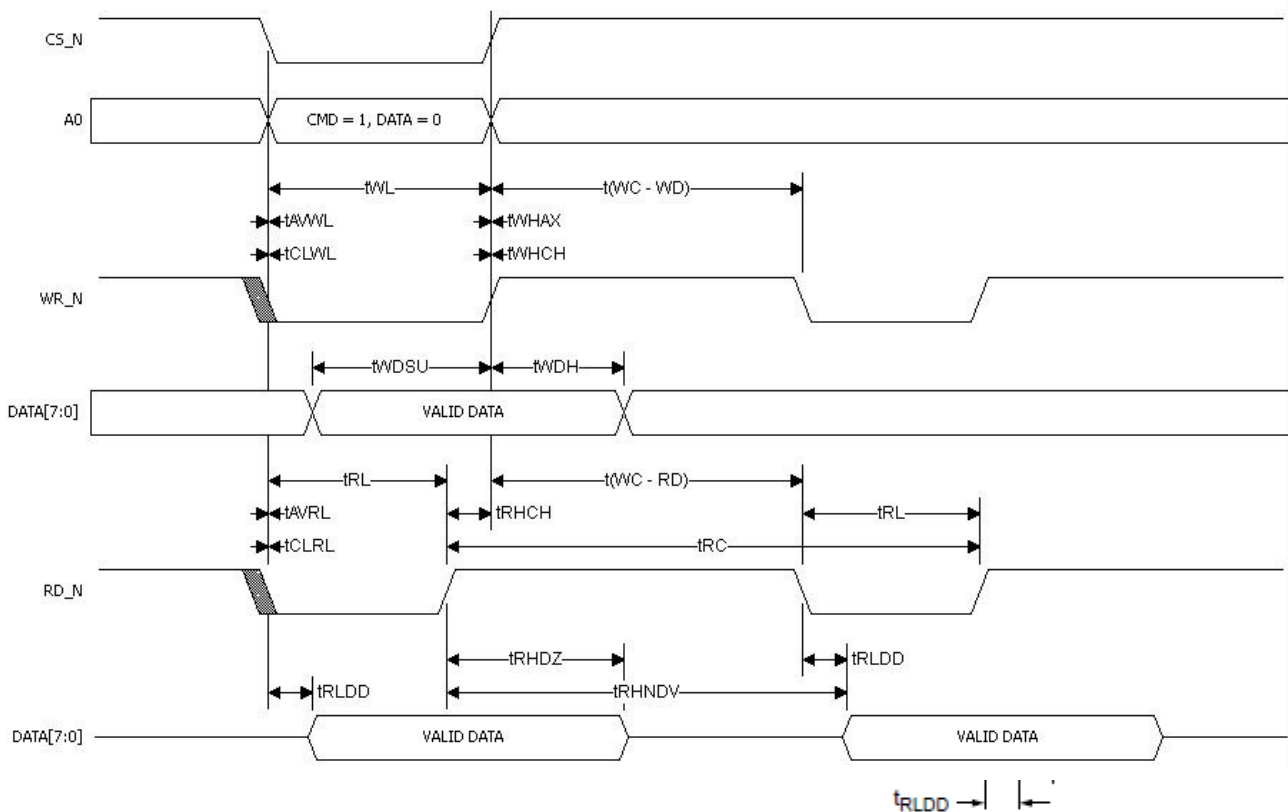 CS_N
A0
CMD = 1, DATA = 0
tWL
t(WC - WD)
tAVWL
tWHAX
tCLWL
tWHCH
WR_N
tWDSU
tWDH
DATA[7:0]
VALID DATA
tRL
t(WC - RD)
tAVRL
tRHCH
tRL
tCLRL
tRC
RD_N
tRHDZ
tRLDD
tRLDD
tRHNDV
DATA[7:0]
VALID DATA
VALID DATA
tRLDD